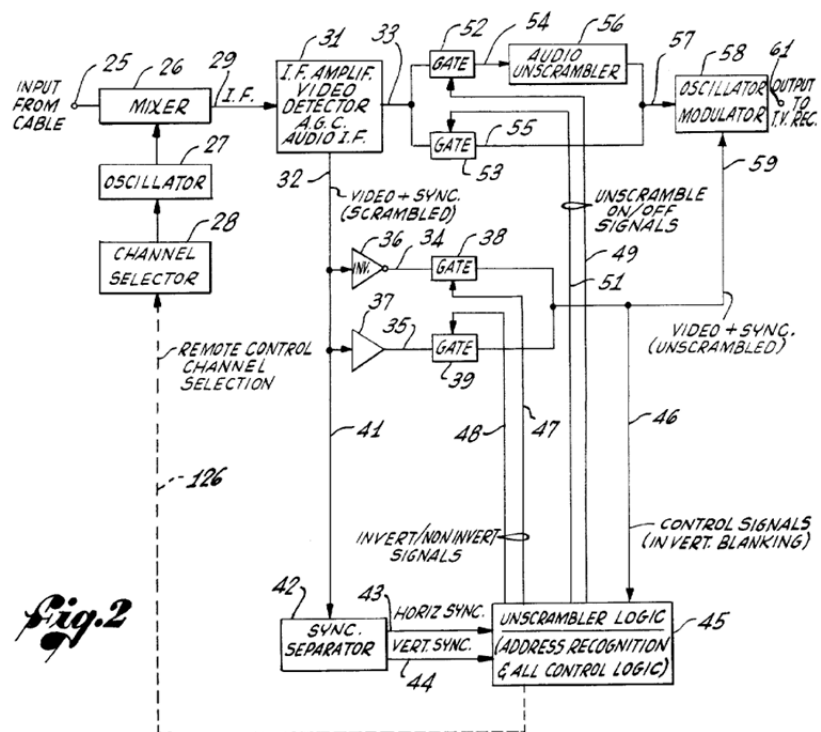 31
33
52
54
56
25
26
29
INPUT
FROM
CABLE
MIXER
I.F.
I.F. AMPLIF.
VIDEO
DETECTOR
A.G.C.
AUDIO I.F.
GATE
AUDIO
UNSCRAMBLER
57
58
61
OSCILLATOR
MODULATOR
OUTPUT
TO
T.V. REC.
27
OSCILLATOR
GATE
55
53
59
32
VIDEO + SYNC.
(SCRAMBLED)
UNSCRAMBLE
ON/OFF
SIGNALS
28
CHANNEL
SELECTOR
36
34
38
INV.
GATE
49
51
37
35
GATE
39
VIDEO + SYNC.
(UNSCRAMBLED)
REMOTE CONTROL
CHANNEL
SELECTION
41
48
47
46
126
INVERT/NON INVERT
SIGNALS
CONTROL SIGNALS
(IN VERT. BLANKING)
Fig. 2
42
43
HORIZ SYNC.
SYNC.
SEPARATOR
VERT. SYNC.
44
UNSCRAMBLER LOGIC
(ADDRESS RECOGNITION
& ALL CONTROL LOGIC)
45